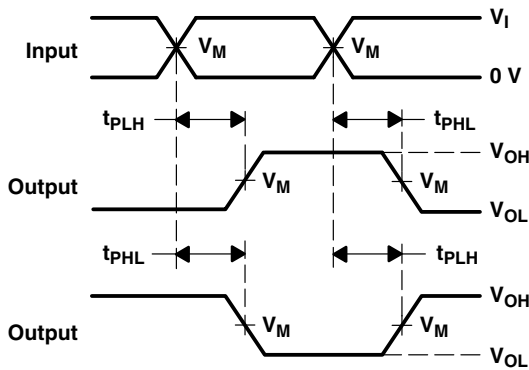 V_I
Input V_M V_M
0 V
t_PLH t_PHL
V_OH
Output V_M V_M
V_OL
t_PHL t_PLH
V_OH
Output V_M V_M
V_OL